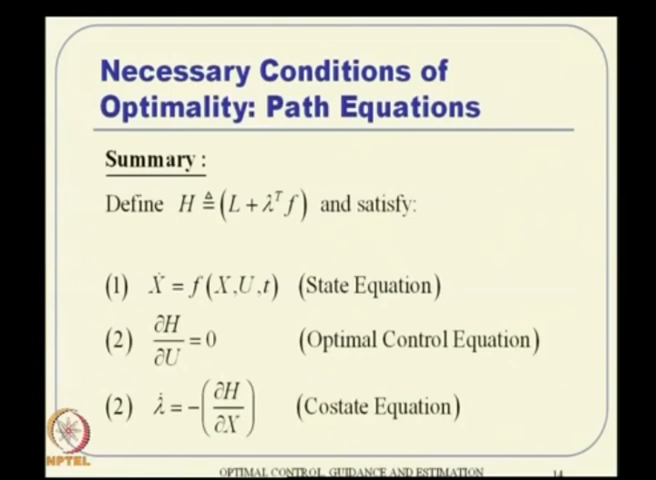 Necessary Conditions of
Optimality: Path Equations
Summary :
Define H ≜ (L + λᵀ f) and satisfy:
(1) Ẋ = f (X,U,t) (State Equation)
(2) ∂H/∂U = 0 (Optimal Control Equation)
(2) λ̇ = −(∂H/∂X) (Costate Equation)
NPTEL
OPTIMAL CONTROL, GUIDANCE AND ESTIMATION 14